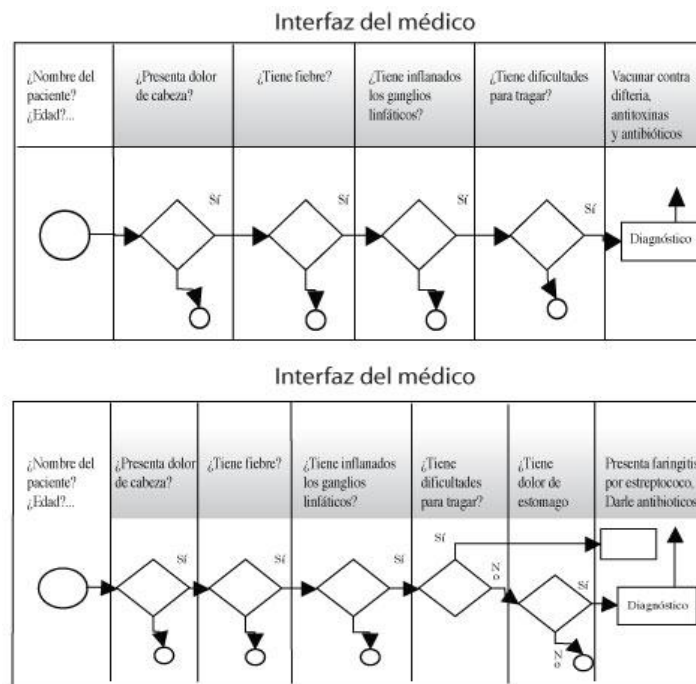 Interfaz del médico
¿Nombre del
paciente?
¿Edad?...
¿Presenta dolor
de cabeza?
¿Tiene fiebre?
¿Tiene inflanados
los ganglios
linfáticos?
¿Tiene dificultades
para tragar?
Vacunar contra
difteria,
antitoxinas
y antibióticos
Sí
Sí
Sí
Sí
Diagnóstico
Interfaz del médico
¿Nombre del
paciente?
¿Edad?...
¿Presenta dolor
de cabeza?
¿Tiene fiebre?
¿Tiene inflanados
los ganglios
linfáticos?
¿Tiene
dificultades
para tragar?
¿Tiene
dolor de
estomago
Presenta faringitis
por estreptococo,
Darle antibioticos
Sí
Sí
Sí
Sí
No
Sí
No
Diagnóstico